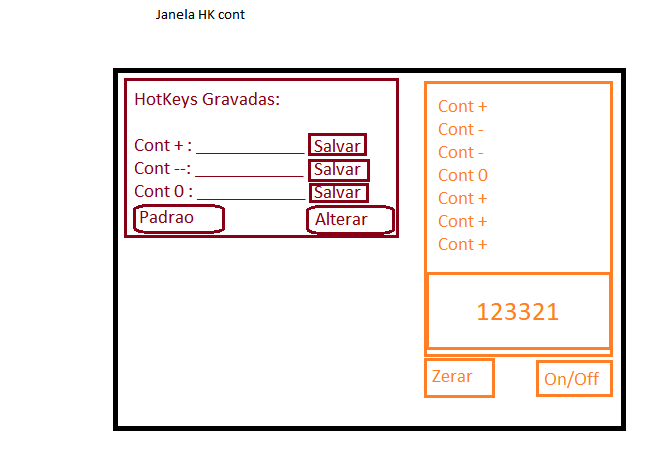 Janela HK cont
HotKeys Gravadas:
Cont + : ____________ Salvar
Cont --: ____________ Salvar
Cont 0 : ____________ Salvar
Padrao Alterar
Cont +
Cont -
Cont -
Cont 0
Cont +
Cont +
Cont +
123321
Zerar On/Off